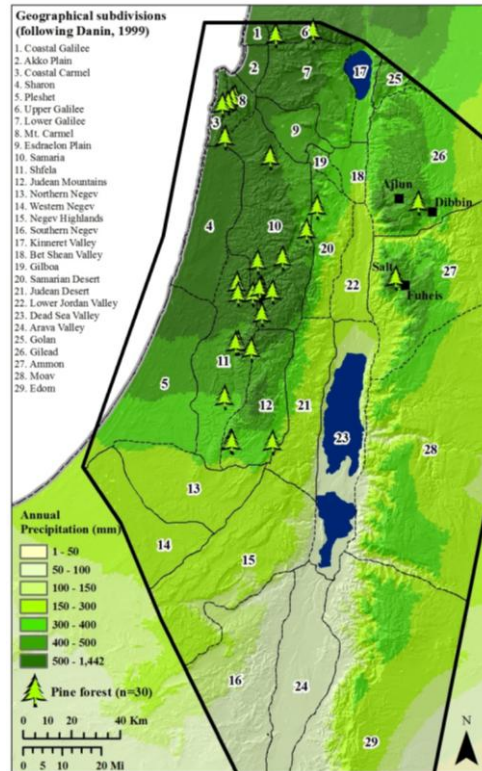 Geographical subdivisions
(following Danin, 1999)
1. Coastal Galilee
2. Akko Plain
3. Coastal Carmel
4. Sharon
5. Pleshet
6. Upper Galilee
7. Lower Galilee
8. Mt. Carmel
9. Esdraelon Plain
10. Samaria
11. Shfela
12. Judean Mountains
13. Northern Negev
14. Western Negev
15. Negev Highlands
16. Southern Negev
17. Kinneret Valley
18. Bet Shean Valley
19. Gilboa
20. Samarian Desert
21. Judean Desert
22. Lower Jordan Valley
23. Dead Sea Valley
24. Arava Valley
25. Golan
26. Gilead
27. Ammon
28. Moav
29. Edom
1
6
2
7
17
25
3
8
9
26
19
18
Ajlun
Dibbin
4
10
20
Salt
27
Fuheis
22
11
5
12
21
23
28
13
14
15
16
24
29
Annual
Precipitation (mm)
1 - 50
50 - 100
100 - 150
150 - 300
300 - 400
400 - 500
500 - 1,442
Pine forest (n=30)
0 10 20 40 Km
0 5 10 20 Mi
N